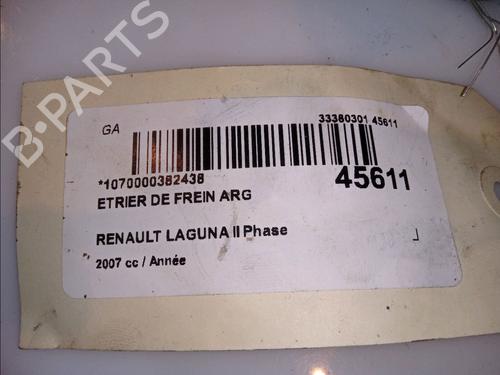 B-PARTS
GA
33380301 45611
*1070000382438
45611
ETRIER DE FREIN ARG
RENAULT LAGUNA II Phase
2007 cc / Année